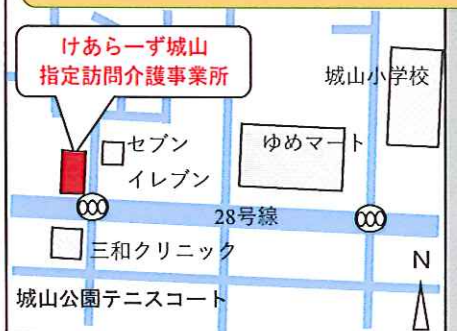 けあらーず城山
指定訪問介護事業所
城山小学校
セブン
イレブン
ゆめマート
28号線
三和クリニック
N
城山公園テニスコート